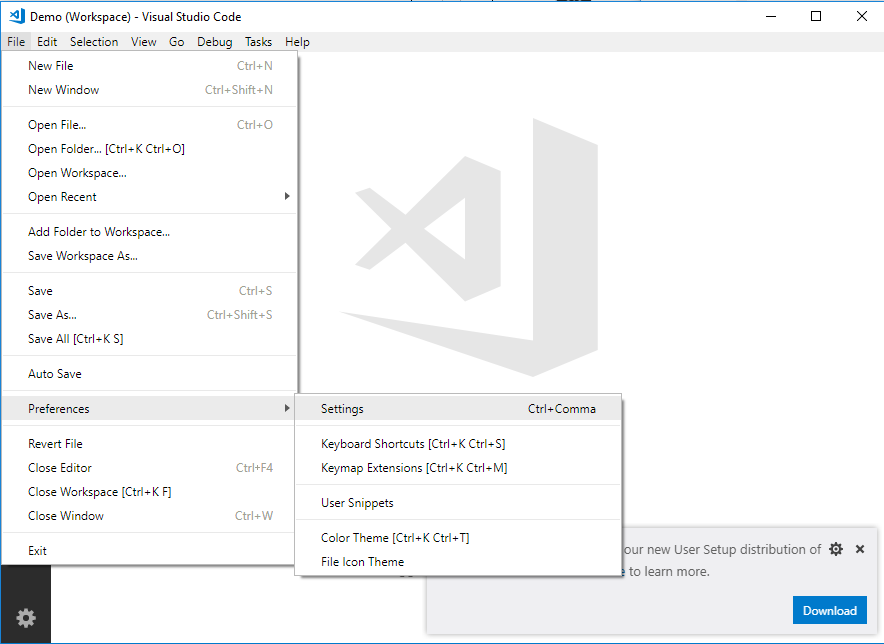 Demo (Workspace) - Visual Studio Code
File Edit Selection View Go Debug Tasks Help
New File Ctrl+N
New Window Ctrl+Shift+N
Open File... Ctrl+O
Open Folder... [Ctrl+K Ctrl+O]
Open Workspace...
Open Recent
Add Folder to Workspace...
Save Workspace As...
Save Ctrl+S
Save As... Ctrl+Shift+S
Save All [Ctrl+K S]
Auto Save
Preferences
Revert File
Close Editor Ctrl+F4
Close Workspace [Ctrl+K F]
Close Window Ctrl+W
Exit
Settings Ctrl+Comma
Keyboard Shortcuts [Ctrl+K Ctrl+S]
Keymap Extensions [Ctrl+K Ctrl+M]
User Snippets
Color Theme [Ctrl+K Ctrl+T]
File Icon Theme
our new User Setup distribution of
to learn more.
Download